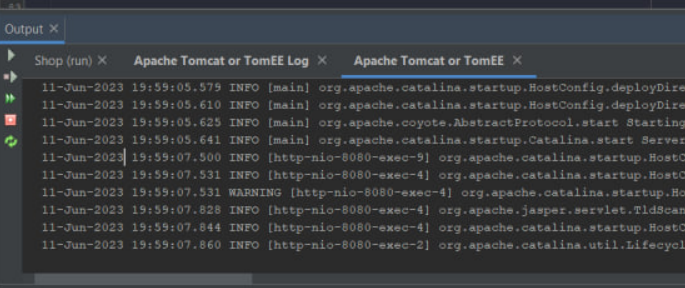 Output
Shop (run) Apache Tomcat or TomEE Log Apache Tomcat or TomEE
11-Jun-2023 19:59:05.579 INFO [main] org.apache.catalina.startup.HostConfig.deployDire
11-Jun-2023 19:59:05.610 INFO [main] org.apache.catalina.startup.HostConfig.deployDire
11-Jun-2023 19:59:05.625 INFO [main] org.apache.coyote.AbstractProtocol.start Starting
11-Jun-2023 19:59:05.641 INFO [main] org.apache.catalina.startup.Catalina.start Server
11-Jun-2023 19:59:07.500 INFO [http-nio-8080-exec-9] org.apache.catalina.startup.HostC
11-Jun-2023 19:59:07.531 INFO [http-nio-8080-exec-4] org.apache.catalina.startup.HostC
11-Jun-2023 19:59:07.531 WARNING [http-nio-8080-exec-4] org.apache.catalina.startup.Ho
11-Jun-2023 19:59:07.828 INFO [http-nio-8080-exec-4] org.apache.jasper.servlet.TldScan
11-Jun-2023 19:59:07.844 INFO [http-nio-8080-exec-4] org.apache.catalina.startup.HostC
11-Jun-2023 19:59:07.860 INFO [http-nio-8080-exec-2] org.apache.catalina.util.Lifecycl